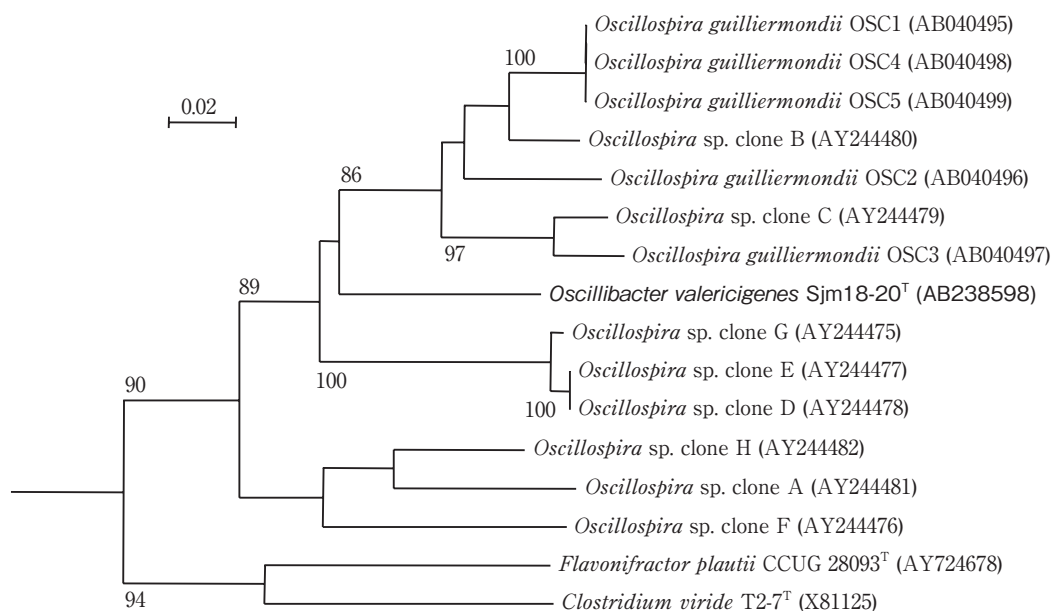 Oscillospira guilliermondii OSC1 (AB040495)
100
Oscillospira guilliermondii OSC4 (AB040498)
0.02
Oscillospira guilliermondii OSC5 (AB040499)
Oscillospira sp. clone B (AY244480)
86
Oscillospira guilliermondii OSC2 (AB040496)
Oscillospira sp. clone C (AY244479)
97
Oscillospira guilliermondii OSC3 (AB040497)
89
Oscillibacter valericigenes Sjm18-20ᵀ (AB238598)
Oscillospira sp. clone G (AY244475)
100
Oscillospira sp. clone E (AY244477)
90
100
Oscillospira sp. clone D (AY244478)
Oscillospira sp. clone H (AY244482)
Oscillospira sp. clone A (AY244481)
Oscillospira sp. clone F (AY244476)
Flavonifractor plautii CCUG 28093ᵀ (AY724678)
94
Clostridium viride T2-7ᵀ (X81125)